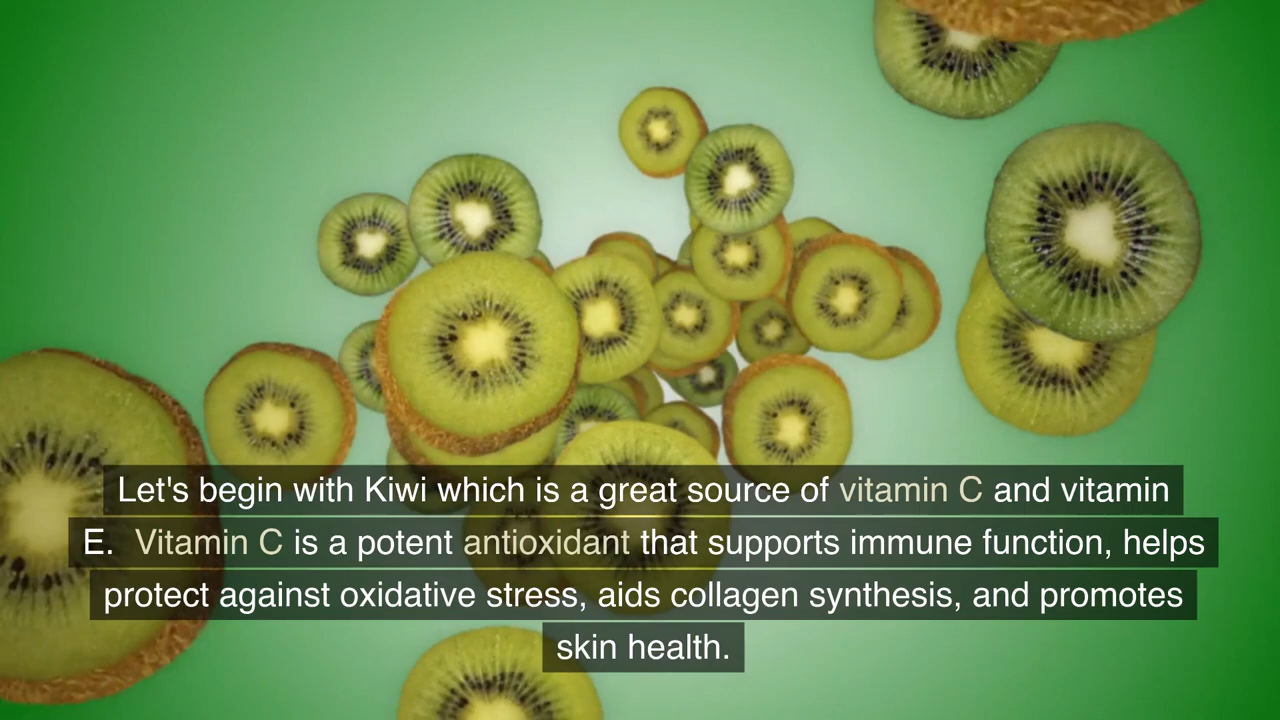 Let's begin with Kiwi which is a great source of vitamin C and vitamin
E.  Vitamin C is a potent antioxidant that supports immune function, helps
protect against oxidative stress, aids collagen synthesis, and promotes
skin health.